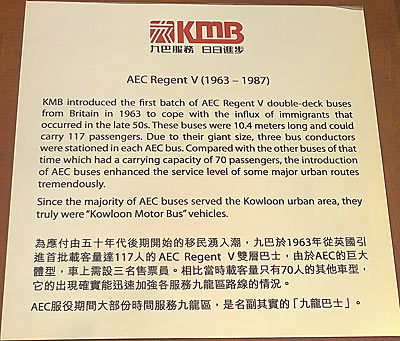 KMB
九巴服務 日日進步
AEC Regent V (1963 – 1987)
KMB introduced the first batch of AEC Regent V double-deck buses
from Britain in 1963 to cope with the influx of immigrants that
occurred in the late 50s. These buses were 10.4 meters long and could
carry 117 passengers. Due to their giant size, three bus conductors
were stationed in each AEC bus. Compared with the other buses of that
time which had a carrying capacity of 70 passengers, the introduction
of AEC buses enhanced the service level of some major urban routes
tremendously.
Since the majority of AEC buses served the Kowloon urban area, they
truly were “Kowloon Motor Bus” vehicles.
為應付由五十年代後期開始的移民湧入潮，九巴於1963年從英國引
進首批載客量達117人的 AEC Regent V 雙層巴士，由於AEC的巨大
體型，車上需設三名售票員。相比當時載客量只有70人的其他車型，
它的出現確實能迅速加強各服務九龍區路線的情況。
AEC服役期間大部份時間服務九龍區，是名副其實的「九龍巴士」。